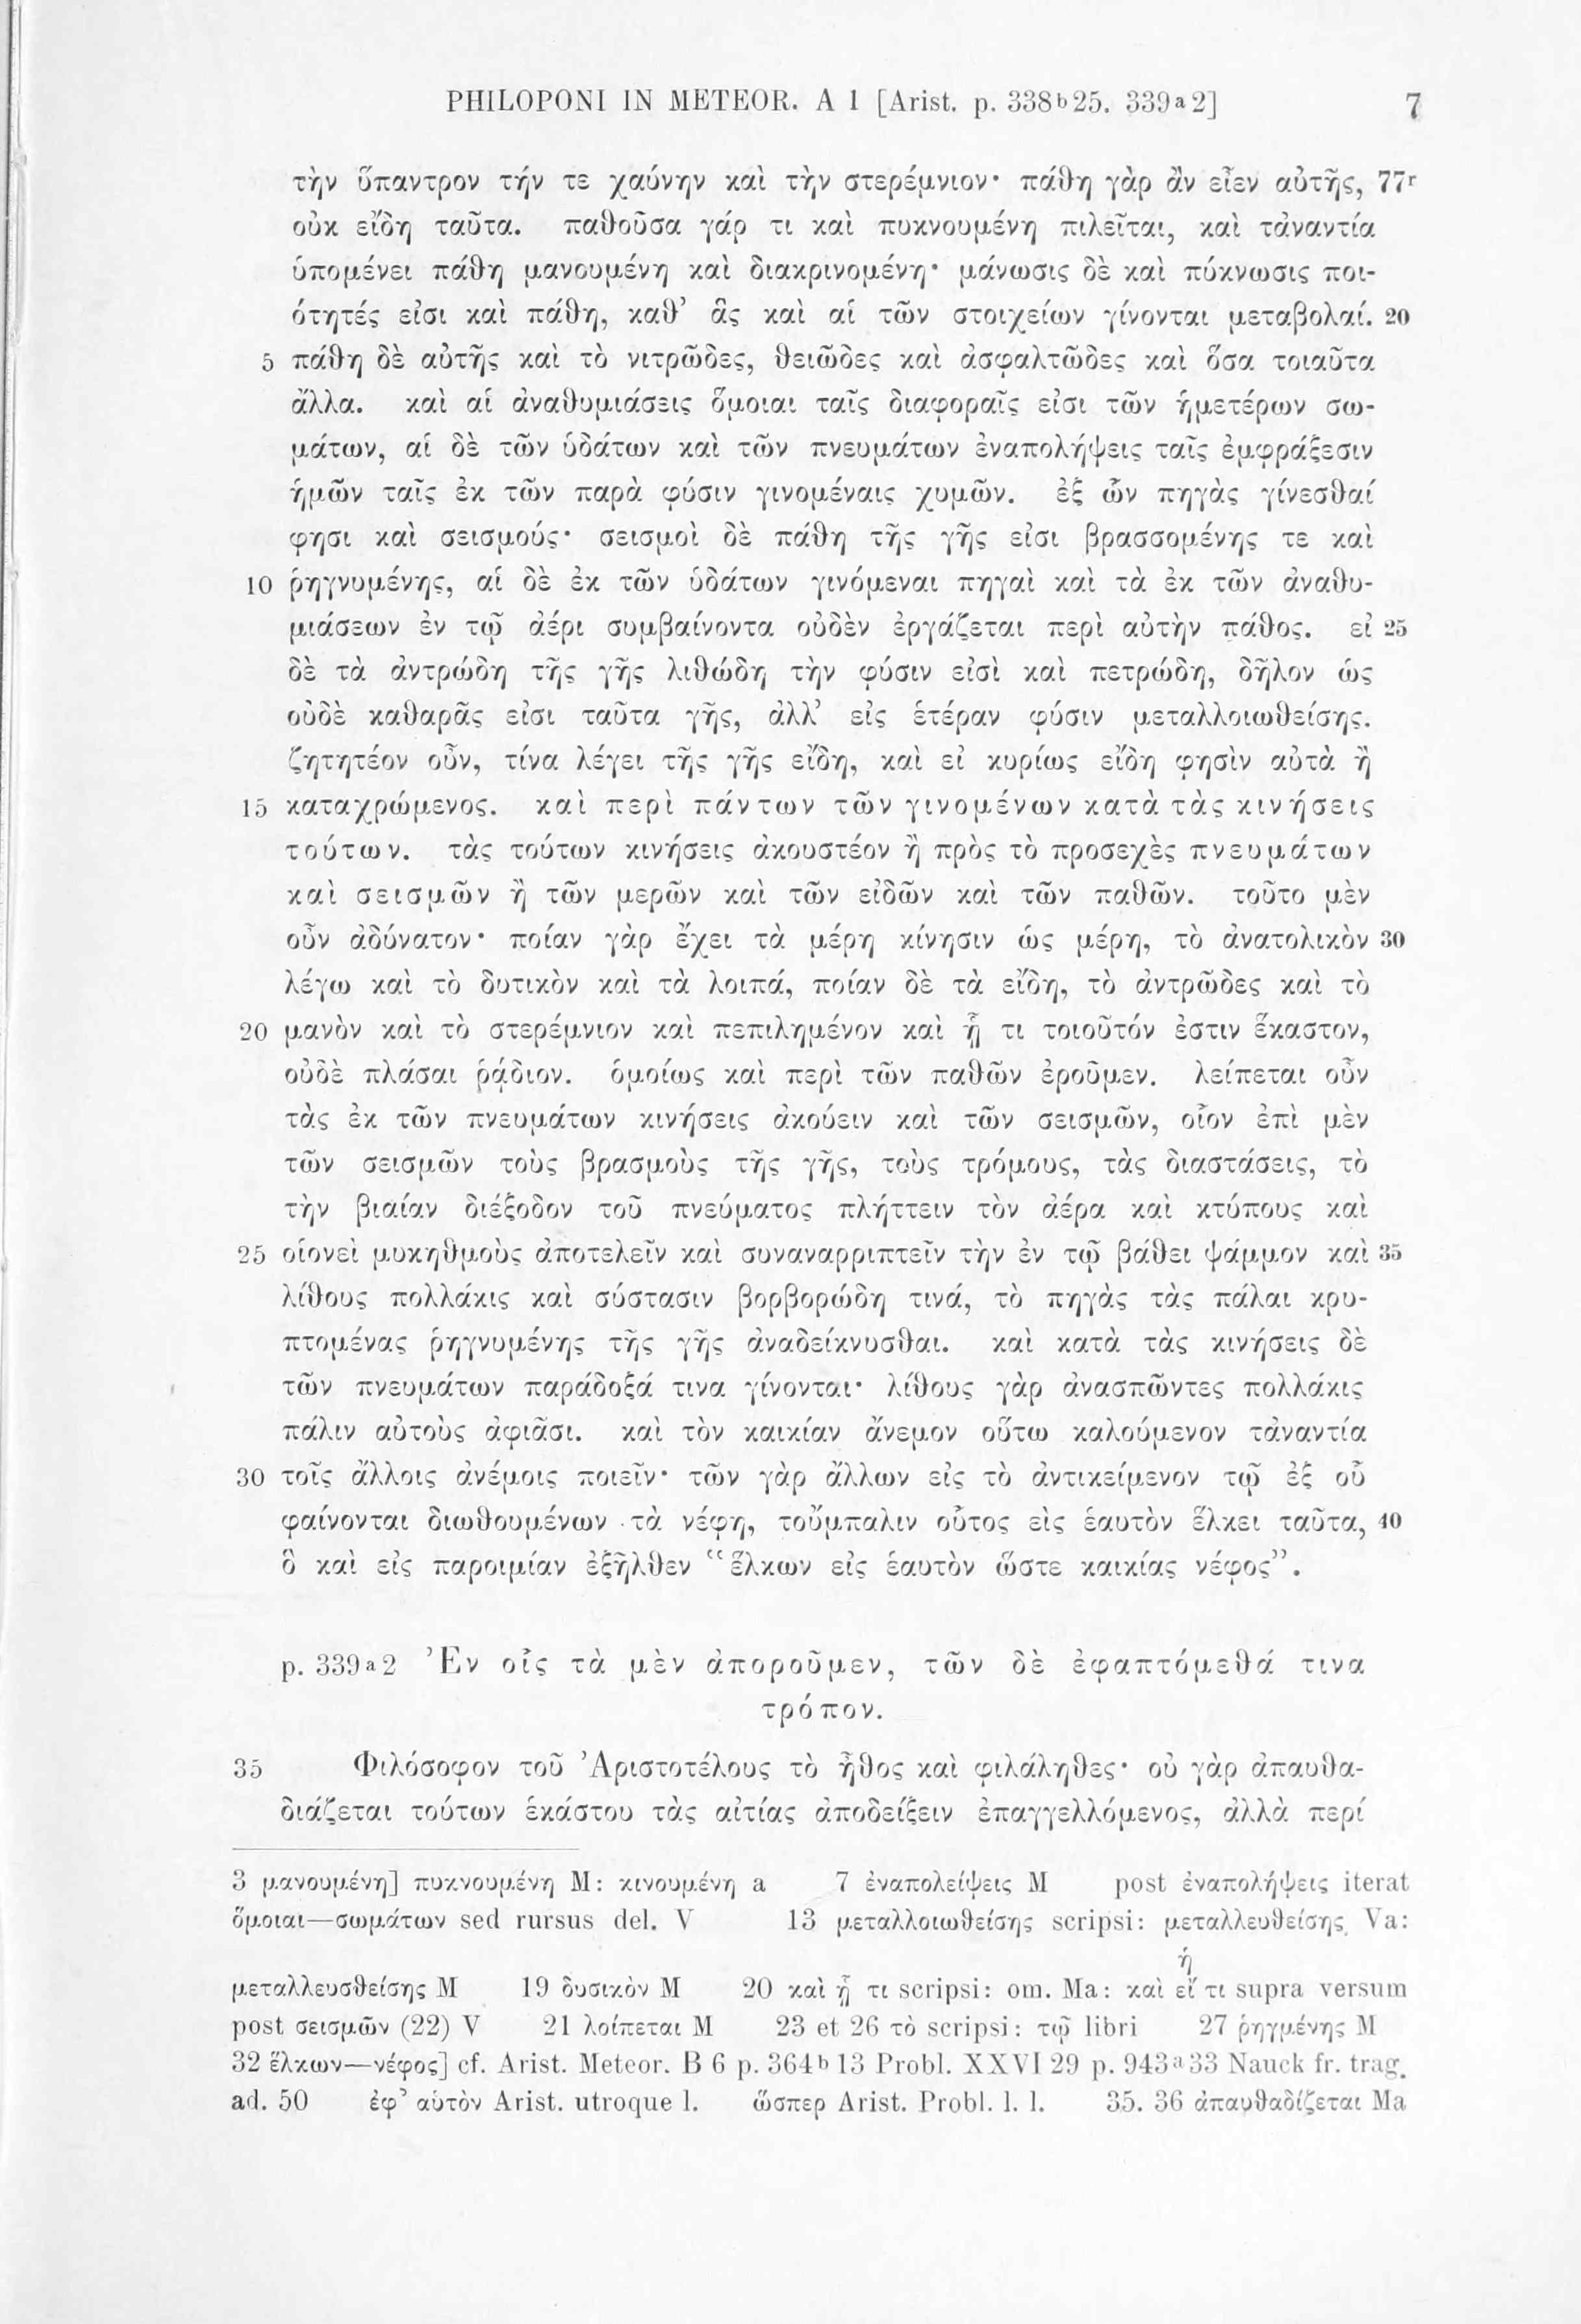 PHILOPONI IN METEOR. A 1 [Arist. p. 338b25. 339a2] 7
τὴν ὕπαντρον τήν τε χαύνην καὶ τὴν στερέμνιον· πάθη γὰρ ἂν εἶεν αὐτῆς, 77r
οὐκ εἴδη ταῦτα. παθοῦσα γάρ τι καὶ πυκνουμένη πιλεῖται, καὶ τἀναντία
ὑπομένει πάθη μανουμένη καὶ διακρινομένη· μάνωσις δὲ καὶ πύκνωσις ποι-
ότητές εἰσι καὶ πάθη, καθ’ ἃς καὶ αἱ τῶν στοιχείων γίνονται μεταβολαί. 20
5 πάθη δὲ αὐτῆς καὶ τὸ νιτρῶδες, θειῶδες καὶ ἀσφαλτῶδες καὶ ὅσα τοιαῦτα
ἄλλα. καὶ αἱ ἀναθυμιάσεις ὅμοιαι ταῖς διαφοραῖς εἰσι τῶν ἡμετέρων σω-
μάτων, αἱ δὲ τῶν ὑδάτων καὶ τῶν πνευμάτων ἐναπολήψεις ταῖς ἐμφράξεσιν
ἡμῶν ταῖς ἐκ τῶν παρὰ φύσιν γινομέναις χυμῶν. ἐξ ὧν πηγὰς γίνεσθαί
φησι καὶ σεισμούς· σεισμοὶ δὲ πάθη τῆς γῆς εἰσι βρασσομένης τε καὶ
10 ῥηγνυμένης, αἱ δὲ ἐκ τῶν ὑδάτων γινόμεναι πηγαὶ καὶ τὰ ἐκ τῶν ἀναθυ-
μιάσεων ἐν τῷ ἀέρι συμβαίνοντα οὐδὲν ἐργάζεται περὶ αὐτὴν πάθος. εἰ 25
δὲ τὰ ἀντρώδη τῆς γῆς λιθώδη τὴν φύσιν εἰσὶ καὶ πετρώδη, δῆλον ὡς
οὐδὲ καθαρᾶς εἰσι ταῦτα γῆς, ἀλλ’ εἰς ἑτέραν φύσιν μεταλλοιωθείσης.
ζητητέον οὖν, τίνα λέγει τῆς γῆς εἴδη, καὶ εἰ κυρίως εἴδη φησὶν αὐτὰ ἢ
15 καταχρώμενος. καὶ περὶ πάντων τῶν γινομένων κατὰ τὰς κινήσεις
τούτων. τὰς τούτων κινήσεις ἀκουστέον ἢ πρὸς τὸ προσεχὲς πνευμάτων
καὶ σεισμῶν ἢ τῶν μερῶν καὶ τῶν εἰδῶν καὶ τῶν παθῶν. τοῦτο μὲν
οὖν ἀδύνατον· ποίαν γὰρ ἔχει τὰ μέρη κίνησιν ὡς μέρη, τὸ ἀνατολικὸν 30
λέγω καὶ τὸ δυτικὸν καὶ τὰ λοιπά, ποίαν δὲ τὰ εἴδη, τὸ ἀντρῶδες καὶ τὸ
20 μανὸν καὶ τὸ στερέμνιον καὶ πεπιλημένον καὶ ᾗ τι τοιοῦτόν ἐστιν ἕκαστον,
οὐδὲ πλάσαι ῥᾴδιον. ὁμοίως καὶ περὶ τῶν παθῶν ἐροῦμεν. λείπεται οὖν
τὰς ἐκ τῶν πνευμάτων κινήσεις ἀκούειν καὶ τῶν σεισμῶν, οἷον ἐπὶ μὲν
τῶν σεισμῶν τοὺς βρασμοὺς τῆς γῆς, τοὺς τρόμους, τὰς διαστάσεις, τὸ
τὴν βιαίαν διέξοδον τοῦ πνεύματος πλήττειν τὸν ἀέρα καὶ κτύπους καὶ
25 οἱονεὶ μυκηθμοὺς ἀποτελεῖν καὶ συναναρριπτεῖν τὴν ἐν τῷ βάθει ψάμμον καὶ 35
λίθους πολλάκις καὶ σύστασιν βορβορώδη τινά, τὸ πηγὰς τὰς πάλαι κρυ-
πτομένας ῥηγνυμένης τῆς γῆς ἀναδείκνυσθαι. καὶ κατὰ τὰς κινήσεις δὲ
τῶν πνευμάτων παράδοξά τινα γίνονται· λίθους γὰρ ἀνασπῶντες πολλάκις
πάλιν αὐτοὺς ἀφιᾶσι. καὶ τὸν καικίαν ἄνεμον οὕτω καλούμενον τἀναντία
30 τοῖς ἄλλοις ἀνέμοις ποιεῖν· τῶν γὰρ ἄλλων εἰς τὸ ἀντικείμενον τῷ ἐξ οὗ
φαίνονται διωθουμένων τὰ νέφη, τοὔμπαλιν οὗτος εἰς ἑαυτὸν ἕλκει ταῦτα, 40
ὃ καὶ εἰς παροιμίαν ἐξῆλθεν “ἕλκων εἰς ἑαυτὸν ὥστε καικίας νέφος”.
p. 339a2 Ἐν οἷς τὰ μὲν ἀποροῦμεν, τῶν δὲ ἐφαπτόμεθά τινα
τρόπον.
35 Φιλόσοφον τοῦ Ἀριστοτέλους τὸ ἦθος καὶ φιλάληθες· οὐ γὰρ ἀπαυθα-
διάζεται τούτων ἑκάστου τὰς αἰτίας ἀποδείξειν ἐπαγγελλόμενος, ἀλλὰ περί
3 μανουμένη] πυκνουμένη M: κινουμένη a 7 ἐναπολείψεις M post ἐναπολήψεις iterat
ὅμοιαι—σωμάτων sed rursus del. V 13 μεταλλοιωθείσης scripsi: μεταλλευθείσης Va:
ή
μεταλλευσθείσης M 19 δυσικὸν M 20 καὶ ᾗ τι scripsi: om. Ma: καὶ εἴ τι supra versum
post σεισμῶν (22) V 21 λοίπεται M 23 et 26 τὸ scripsi: τῷ libri 27 ῥηγμένης M
32 ἕλκων—νέφος] cf. Arist. Meteor. B 6 p. 364b13 Probl. XXVI 29 p. 943a33 Nauck fr. trag.
ad. 50 ἐφ’ αὑτὸν Arist. utroque l. ὥσπερ Arist. Probl. l. l. 35. 36 ἀπαυθαδίζεται Ma